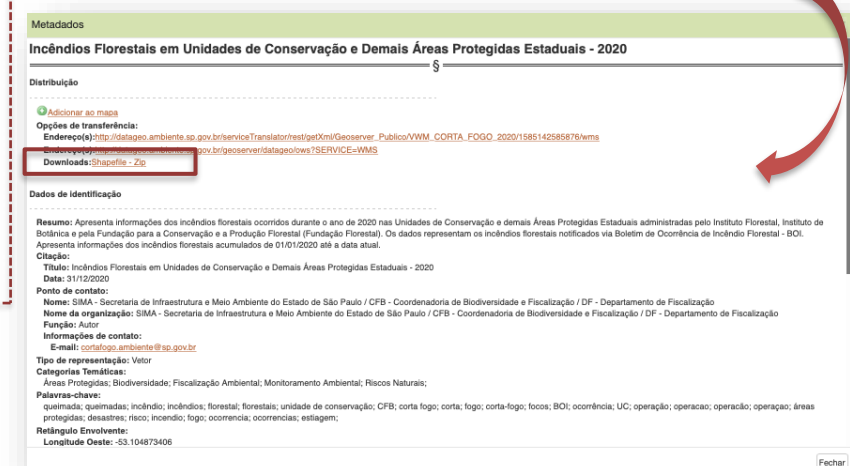 Metadados
Incêndios Florestais em Unidades de Conservação e Demais Áreas Protegidas Estaduais - 2020
§
Distribuição
Adicionar ao mapa
Opções de transferência:
Endereço(s):http://datageo.ambiente.sp.gov.br/serviceTranslator/rest/getXml/Geoserver_Publico/VWM_CORTA_FOGO_2020/1585142585876/wms
Endereço(s):http://datageo.ambiente.sp.gov.br/geoserver/datageo/ows?SERVICE=WMS
Downloads:Shapefile - Zip
Dados de identificação
Resumo: Apresenta informações dos incêndios florestais ocorridos durante o ano de 2020 nas Unidades de Conservação e demais Áreas Protegidas Estaduais administradas pelo Instituto Florestal, Instituto de
Botânica e pela Fundação para a Conservação e a Produção Florestal (Fundação Florestal). Os dados representam os incêndios florestais notificados via Boletim de Ocorrência de Incêndio Florestal - BOI.
Apresenta informações dos incêndios florestais acumulados de 01/01/2020 até a data atual.
Citação:
Título: Incêndios Florestais em Unidades de Conservação e Demais Áreas Protegidas Estaduais - 2020
Data: 31/12/2020
Ponto de contato:
Nome: SIMA - Secretaria de Infraestrutura e Meio Ambiente do Estado de São Paulo / CFB - Coordenadoria de Biodiversidade e Fiscalização / DF - Departamento de Fiscalização
Nome da organização: SIMA - Secretaria de Infraestrutura e Meio Ambiente do Estado de São Paulo / CFB - Coordenadoria de Biodiversidade e Fiscalização / DF - Departamento de Fiscalização
Função: Autor
Informações de contato:
E-mail: cortafogo.ambiente@sp.gov.br
Tipo de representação: Vetor
Categorias Temáticas:
Áreas Protegidas; Biodiversidade; Fiscalização Ambiental; Monitoramento Ambiental; Riscos Naturais;
Palavras-chave:
queimada; queimadas; incêndio; incêndios; florestal; florestais; unidade de conservação; CFB; corta fogo; corta; fogo; corta-fogo; focos; BOI; ocorrência; UC; operação; operacao; operacão; operaçao; áreas
protegidas; desastres; risco; incendio; fogo; ocorrencia; ocorrencias; estiagem;
Retângulo Envolvente:
Longitude Oeste: -53.104873406
Fechar